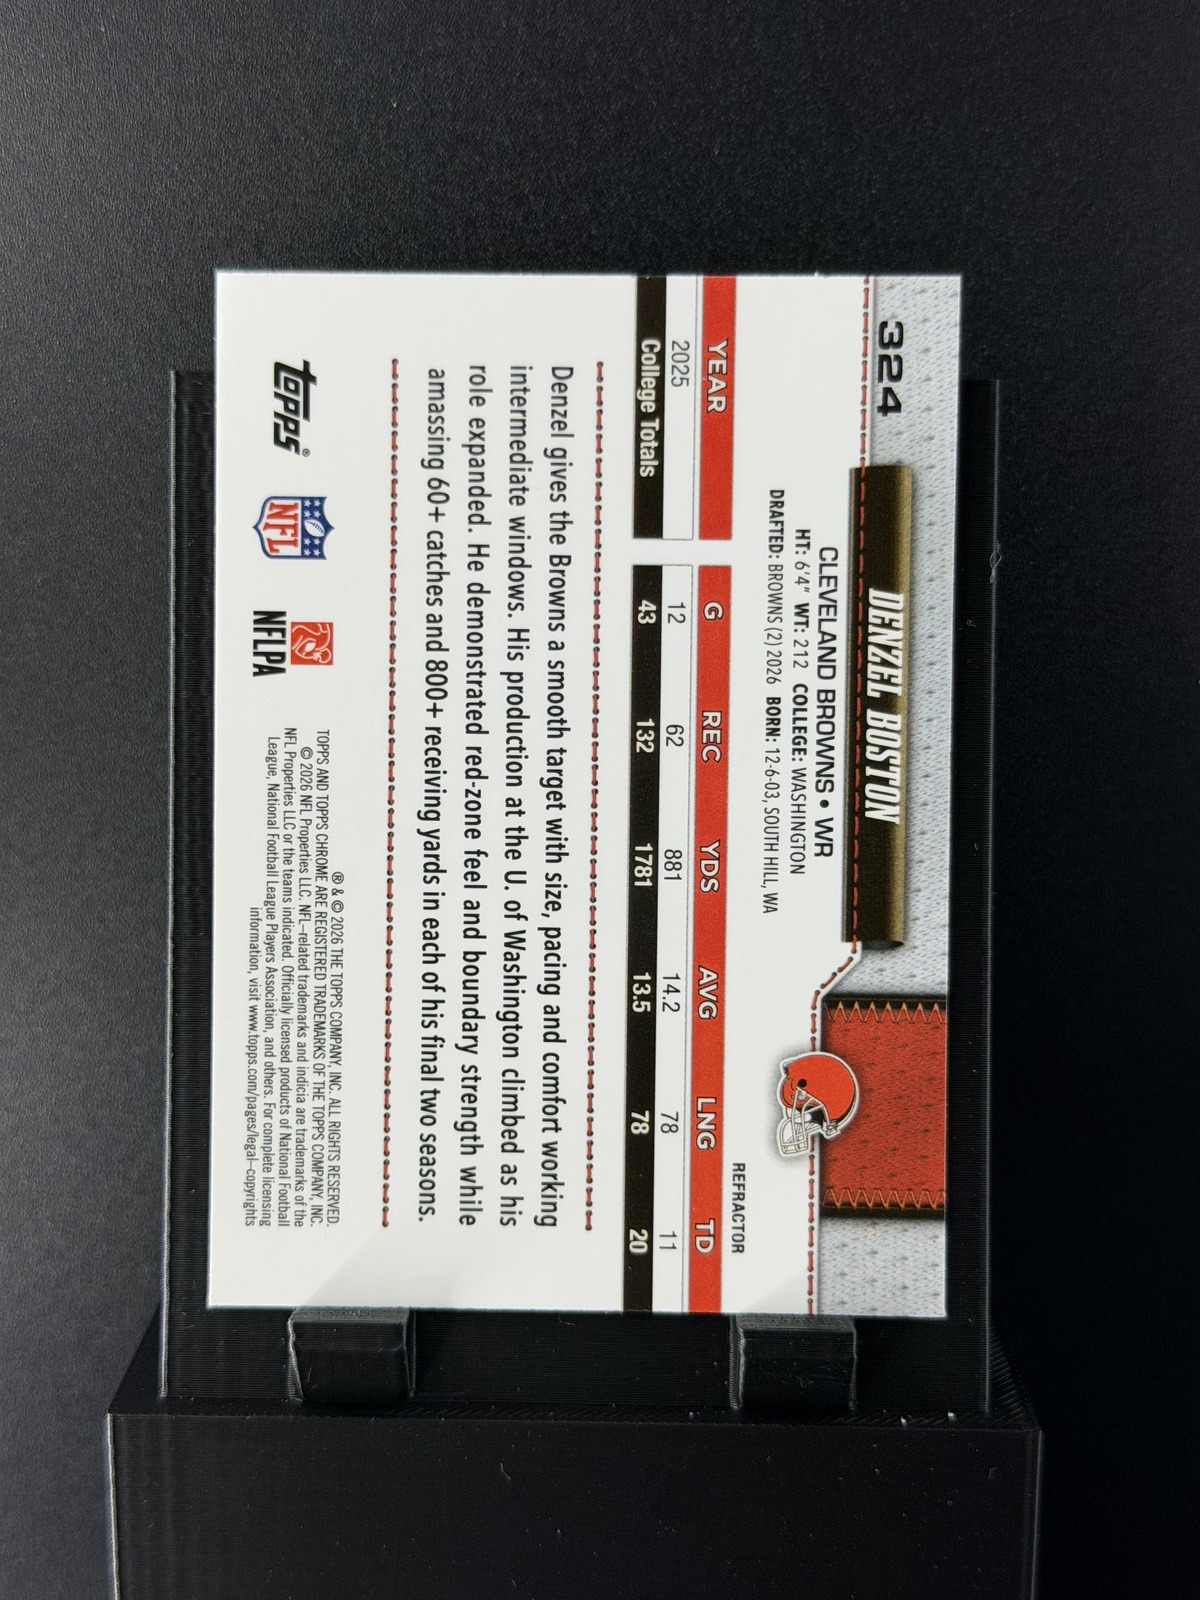 324
DENZEL BOSTON
CLEVELAND BROWNS • WR
HT: 6'4" WT: 212 COLLEGE: WASHINGTON
DRAFTED: BROWNS (2) 2026 BORN: 12-6-03, SOUTH HILL, WA
REFRACTOR
YEAR G REC YDS AVG LNG TD
2025 12 62 881 14.2 78 11
College Totals 43 132 1781 13.5 78 20
Denzel gives the Browns a smooth target with size, pacing and comfort working
intermediate windows. His production at the U. of Washington climbed as his
role expanded. He demonstrated red-zone feel and boundary strength while
amassing 60+ catches and 800+ receiving yards in each of his final two seasons.
topps®
NFL
NFLPA
® & © 2026 THE TOPPS COMPANY, INC. ALL RIGHTS RESERVED.
TOPPS AND TOPPS CHROME ARE REGISTERED TRADEMARKS OF THE TOPPS COMPANY, INC.
© 2026 NFL Properties LLC. NFL-related trademarks and indicia are trademarks of the
NFL Properties LLC or the teams indicated. Officially licensed products of National Football
League, National Football League Players Association, and others. For complete licensing
information, visit www.topps.com/pages/legal-copyrights